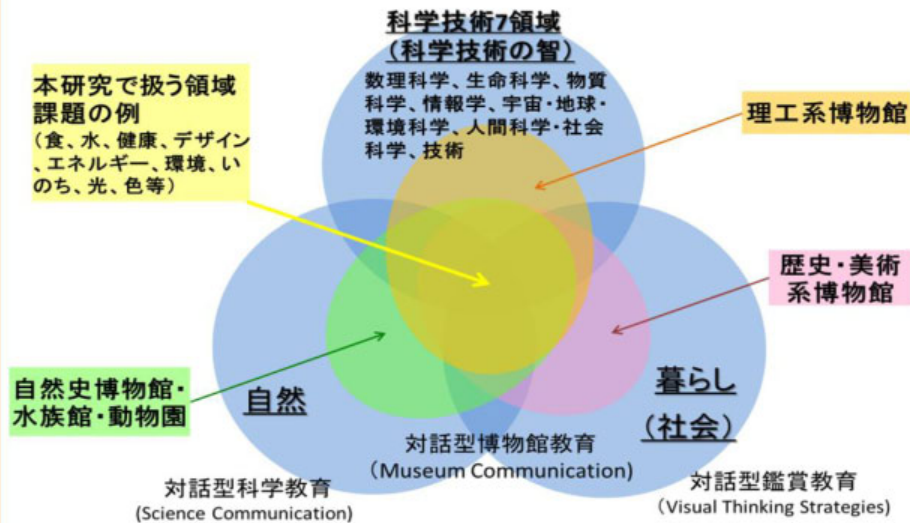 科学技術7領域
（科学技術の智）
数理科学、生命科学、物質
科学、情報学、宇宙・地球・
環境科学、人間科学・社会
科学、技術
本研究で扱う領域
課題の例
（食、水、健康、デザイン
、エネルギー、環境、い
のち、光、色等）
理工系博物館
歴史・美術
系博物館
自然史博物館・
水族館・動物園
自然
暮らし
（社会）
対話型博物館教育
（Museum Communication)
対話型科学教育
(Science Communication)
対話型鑑賞教育
(Visual Thinking Strategies)